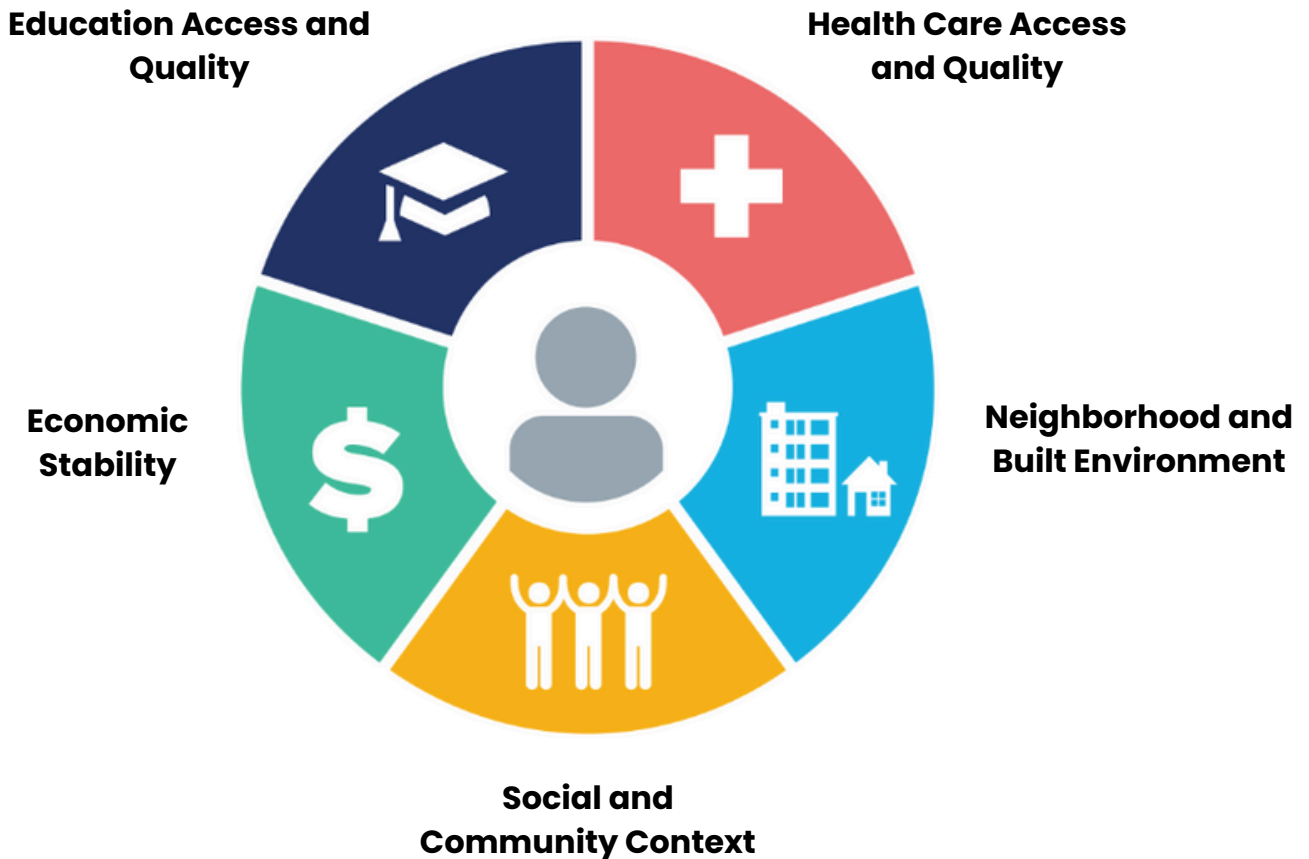 Education Access and
Quality
Health Care Access
and Quality
Economic
Stability
Neighborhood and
Built Environment
$
Social and
Community Context